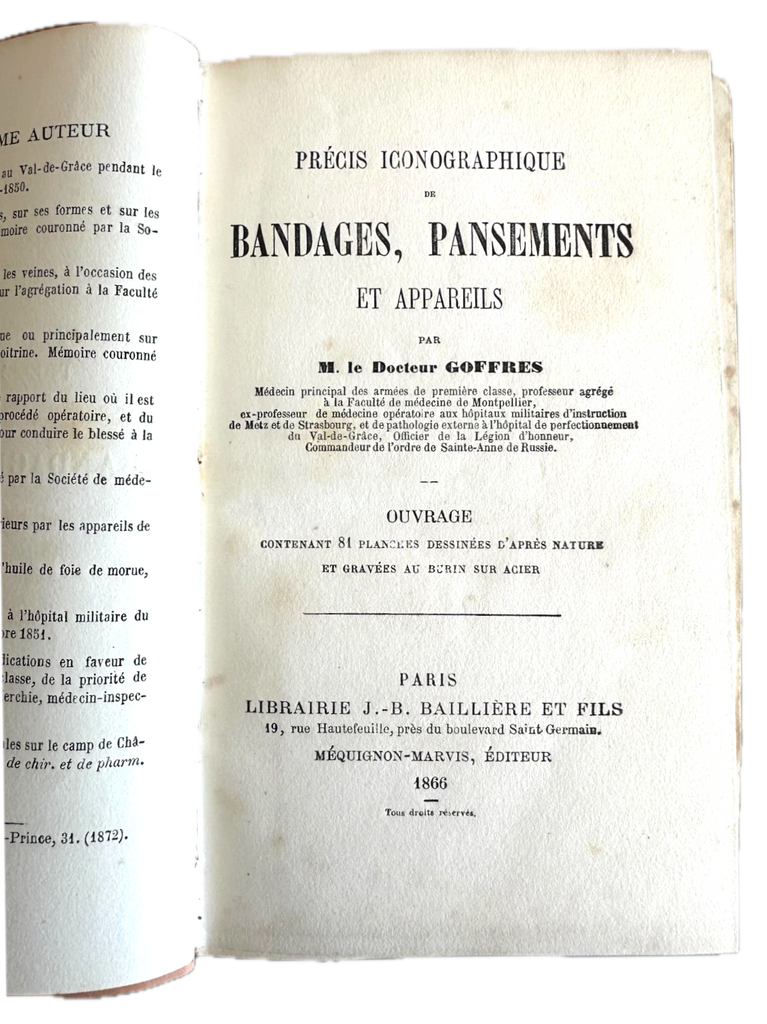 ME AUTEUR
au Val-de-Grâce pendant le
-1850.
s, sur ses formes et sur les
moire couronné par la So-
les veines, à l'occasion des
ur l'agrégation à la Faculté
ne ou principalement sur
oitrine. Mémoire couronné
rapport du lieu où il est
procédé opératoire, et du
our conduire le blessé à la
é par la Société de méde-
ieurs par les appareils de
'huile de foie de morue,
à l'hôpital militaire du
re 1851.
lications en faveur de
classe, de la priorité de
erchie, médecin-inspec-
les sur le camp de Châ-
de chir. et de pharm.
-Prince, 31. (1872).
PRÉCIS ICONOGRAPHIQUE
DE
BANDAGES, PANSEMENTS
ET APPAREILS
PAR
M. le Docteur GOFFRES
Médecin principal des armées de première classe, professeur agrégé
à la Faculté de médecine de Montpellier,
ex-professeur de médecine opératoire aux hôpitaux militaires d'instruction
de Metz et de Strasbourg, et de pathologie externe à l'hôpital de perfectionnement
du Val-de-Grâce, Officier de la Légion d'honneur,
Commandeur de l'ordre de Sainte-Anne de Russie.
OUVRAGE
CONTENANT 81 PLANCHES DESSINÉES D'APRÈS NATURE
ET GRAVÉES AU BURIN SUR ACIER
PARIS
LIBRAIRIE J.-B. BAILLIÈRE ET FILS
19, rue Hautefeuille, près du boulevard Saint-Germain.
MÉQUIGNON-MARVIS, ÉDITEUR
1866
Tous droits réservés.